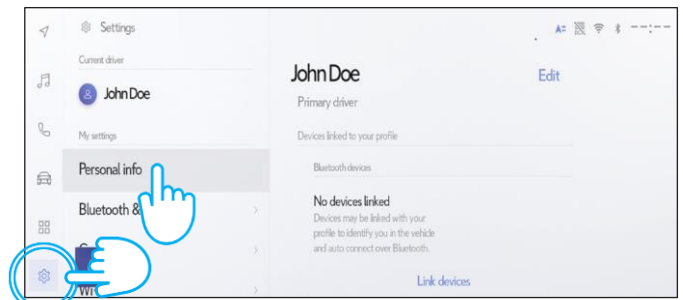 Settings
A=
--:--
Current driver
John Doe
My settings
Personal info
Bluetooth &
John Doe
Edit
Primary driver
Devices linked to your profile
Bluetooth devices
No devices linked
Devices may be linked with your
profile to identify you in the vehicle
and auto connect over Bluetooth.
Link devices